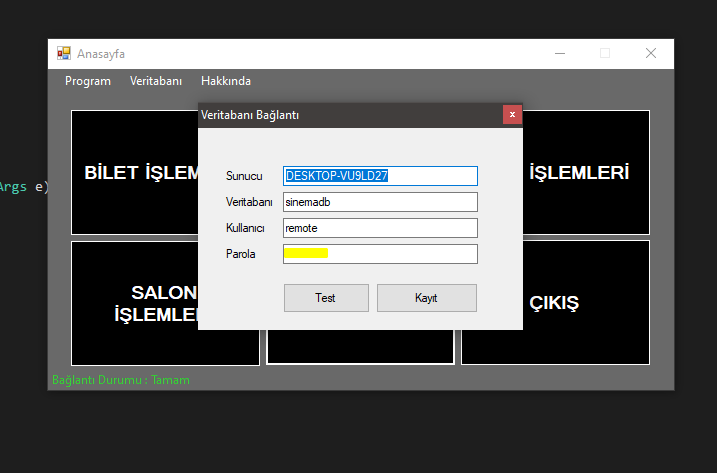 Anasayfa
Program Veritabanı Hakkında
Veritabanı Bağlantı
Args e)
BİLET İŞLEM
İŞLEMLERİ
Sunucu DESKTOP-VU9LD27
Veritabanı sinemadb
Kullanıcı remote
Parola
Test Kayıt
SALON
İŞLEMLE
ÇIKIŞ
Bağlantı Durumu : Tamam